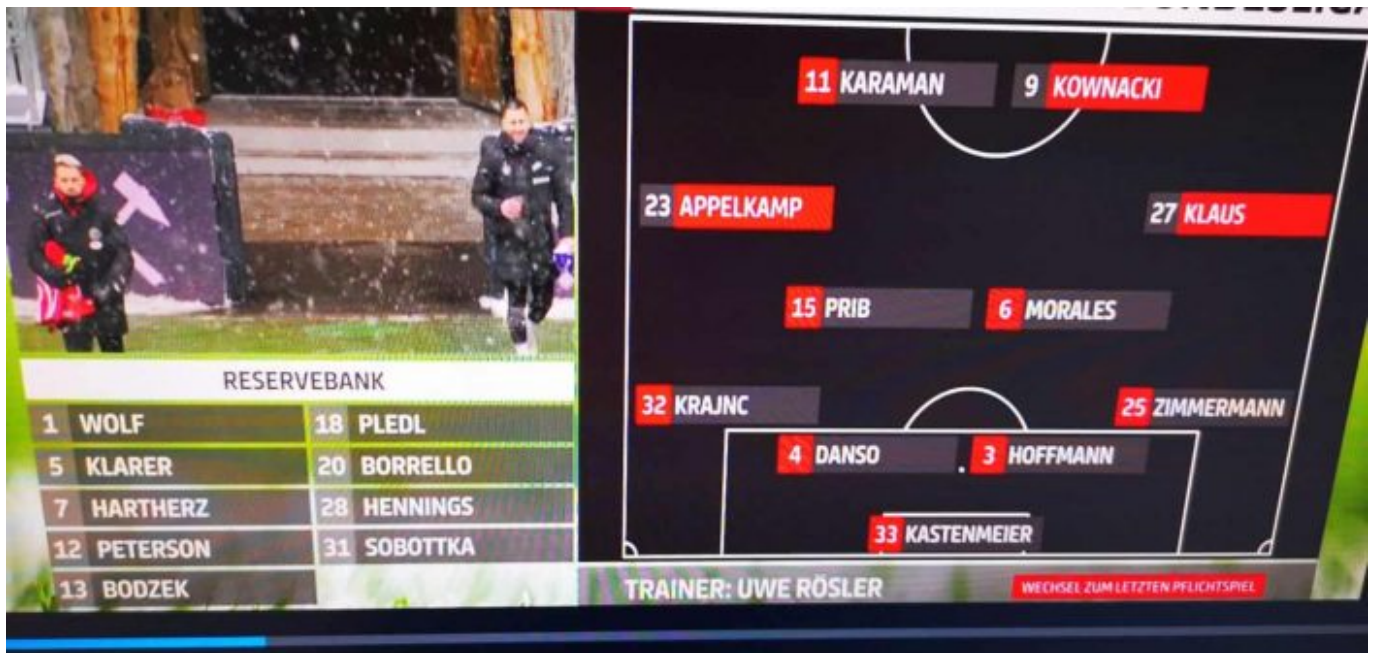 11 KARAMAN
9 KOWNACKI
23 APPELKAMP
27 KLAUS
15 PRIB
6 MORALES
32 KRAJNC
25 ZIMMERMANN
4 DANSO
3 HOFFMANN
33 KASTENMEIER
TRAINER: UWE RÖSLER
WECHSEL ZUM LETZTEN PFLICHTSPIEL
RESERVEBANK
1 WOLF
5 KLARER
7 HARTHERZ
12 PETERSON
13 BODZEK
18 PLEDL
20 BORRELLO
28 HENNINGS
31 SOBOTTKA